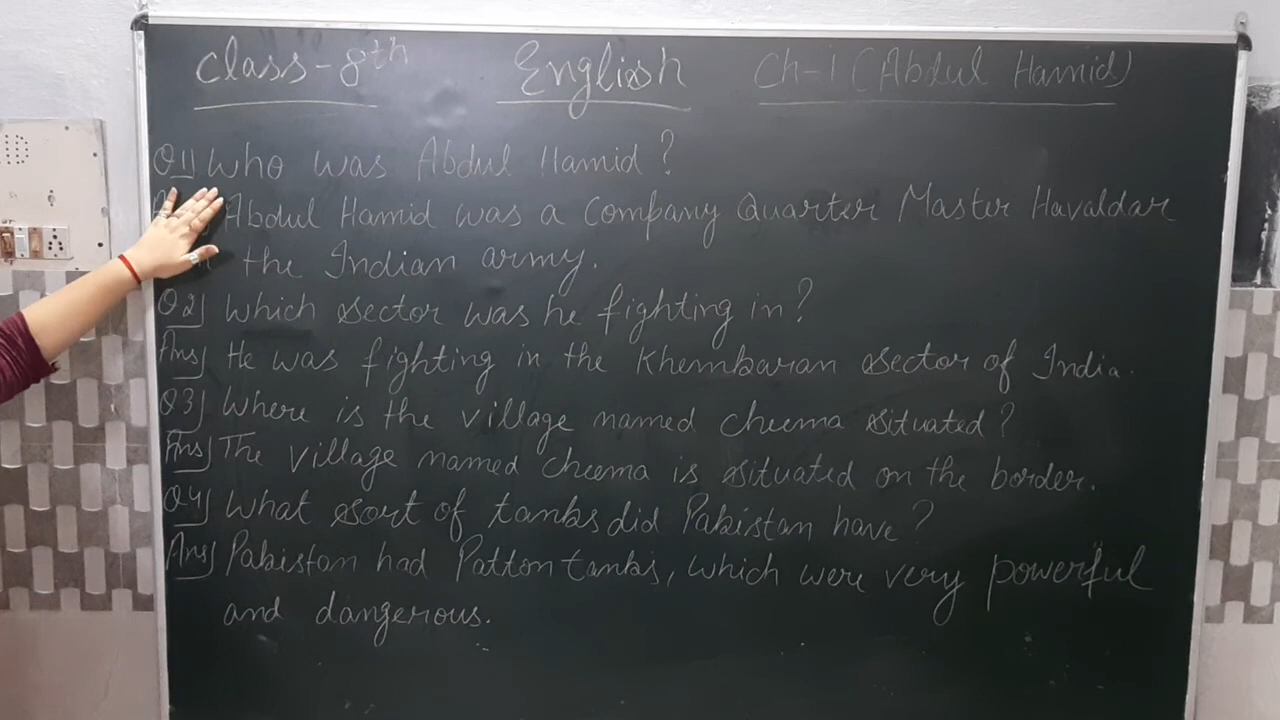 Class-8th English Ch-1 (Abdul Hamid)
Q1] Who was Abdul Hamid?
Abdul Hamid was a Company Quarter Master Havaldar
the Indian army.
Q2] Which sector was he fighting in?
Ans] He was fighting in the Khembaran sector of India.
Q3] Where is the village named cheema situated?
Ans] The village named cheema is situated on the border.
Q4] What sort of tanks did Pakistan have?
Ans] Pakistan had Patton tanks, which were very powerful
and dangerous.